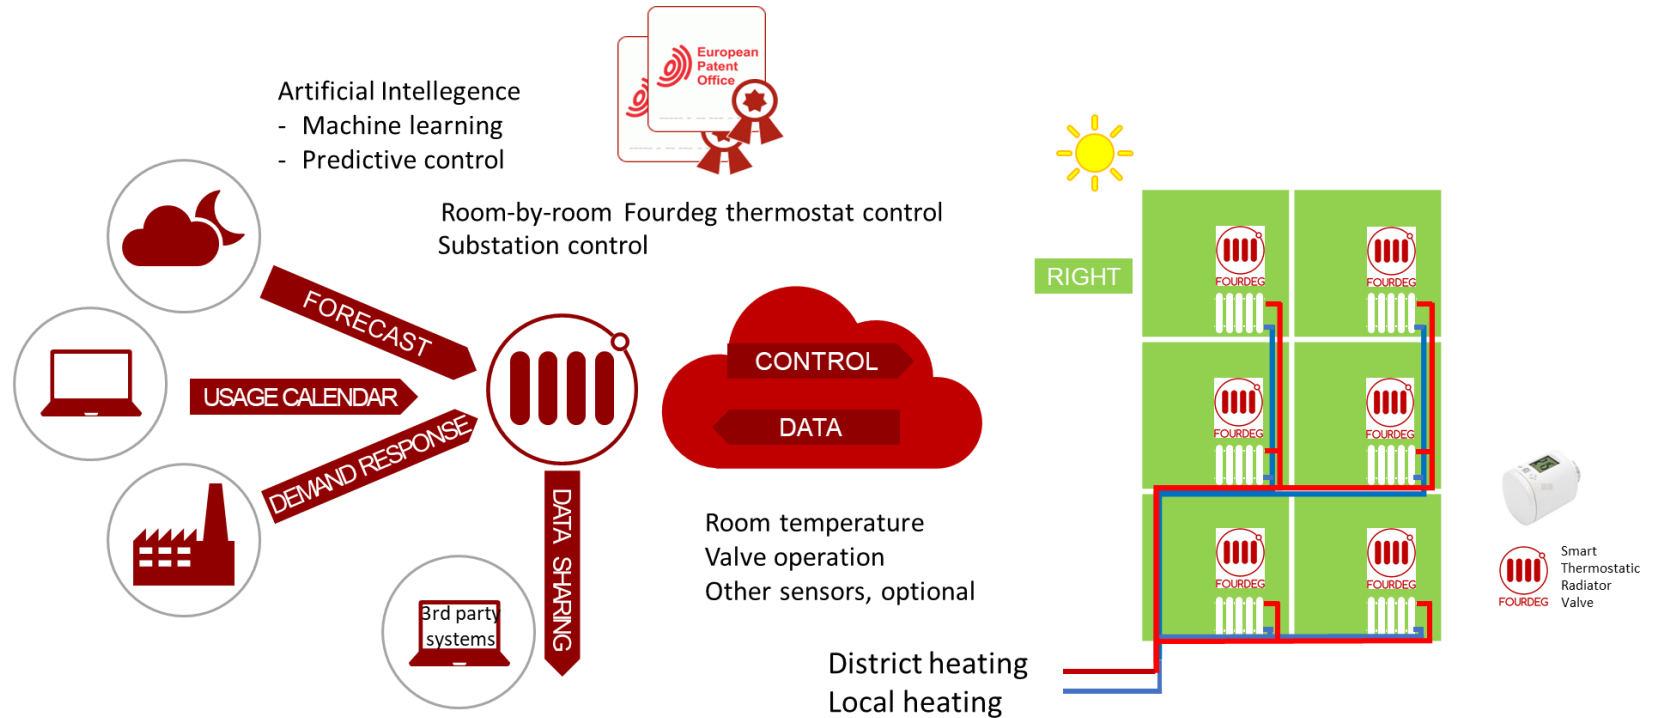 European
Patent
Office
Artificial Intellegence
- Machine learning
- Predictive control
Room-by-room Fourdeg thermostat control
Substation control
FORECAST
USAGE CALENDAR
DEMAND RESPONSE
DATA SHARING
3rd party
systems
CONTROL
DATA
Room temperature
Valve operation
Other sensors, optional
District heating
Local heating
RIGHT
FOURDEG
FOURDEG
FOURDEG
FOURDEG
FOURDEG
FOURDEG
Smart
Thermostatic
Radiator
Valve
FOURDEG